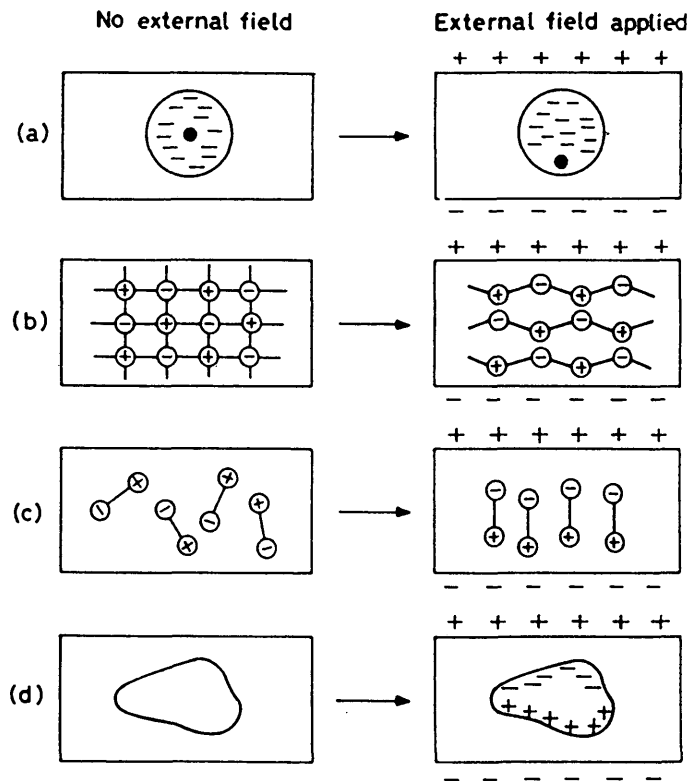 No external field
External field applied
+ + + + + +
(a)
− − − − − −
+ + + + + +
(b)
− − − − − −
+ + + + + +
(c)
− − − − − −
+ + + + + +
(d)
− − − − − −